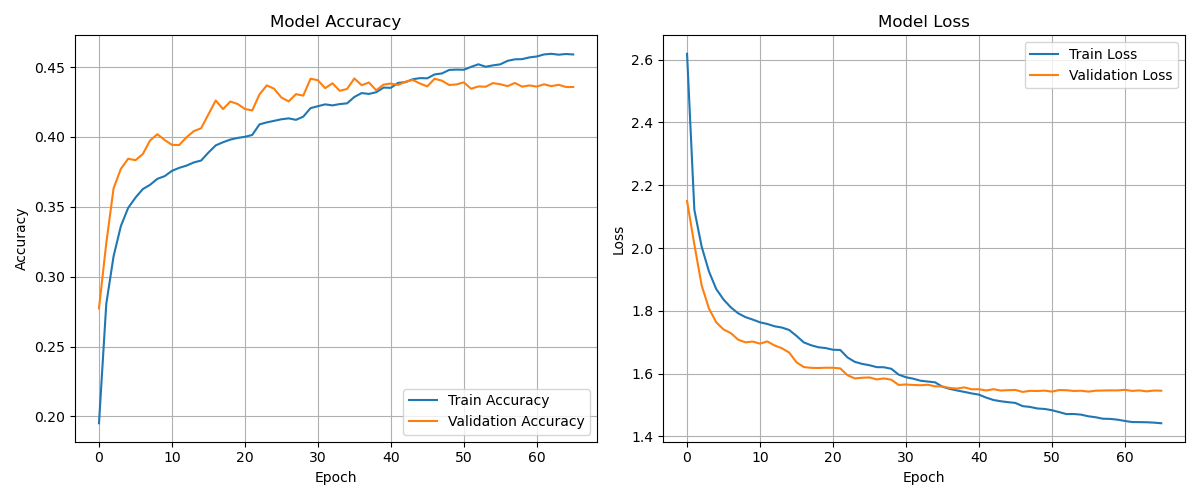 Model Accuracy
Accuracy
0.45
0.40
0.35
0.30
0.25
0.20
Train Accuracy
Validation Accuracy
0 10 20 30 40 50 60
Epoch
Model Loss
Loss
2.6
2.4
2.2
2.0
1.8
1.6
1.4
Train Loss
Validation Loss
0 10 20 30 40 50 60
Epoch